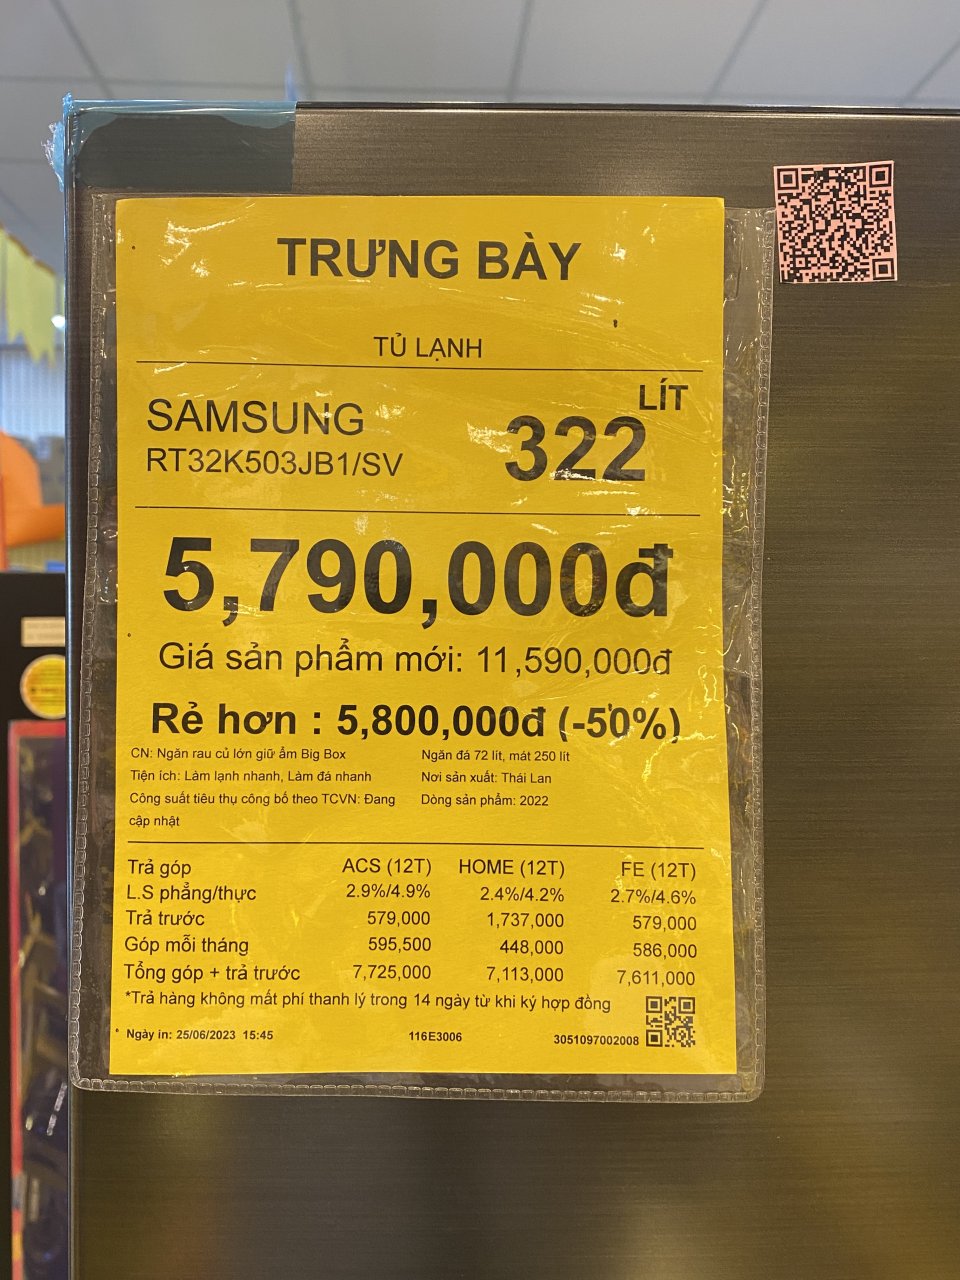 TRƯNG BÀY
TỦ LẠNH
SAMSUNG
RT32K503JB1/SV
322 LÍT
5,790,000đ
Giá sản phẩm mới: 11,590,000đ
Rẻ hơn : 5,800,000đ (-50%)
CN: Ngăn rau củ lớn giữ ẩm Big Box Ngăn đá 72 lít, mát 250 lít
Tiện ích: Làm lạnh nhanh, Làm đá nhanh Nơi sản xuất: Thái Lan
Công suất tiêu thụ công bố theo TCVN: Đang Dòng sản phẩm: 2022
cập nhật
Trả góp ACS (12T) HOME (12T) FE (12T)
L.S phẳng/thực 2.9%/4.9% 2.4%/4.2% 2.7%/4.6%
Trả trước 579,000 1,737,000 579,000
Góp mỗi tháng 595,500 448,000 586,000
Tổng góp + trả trước 7,725,000 7,113,000 7,611,000
*Trả hàng không mất phí thanh lý trong 14 ngày từ khi ký hợp đồng
Ngày in: 25/06/2023 15:45 116E3006 3051097002008